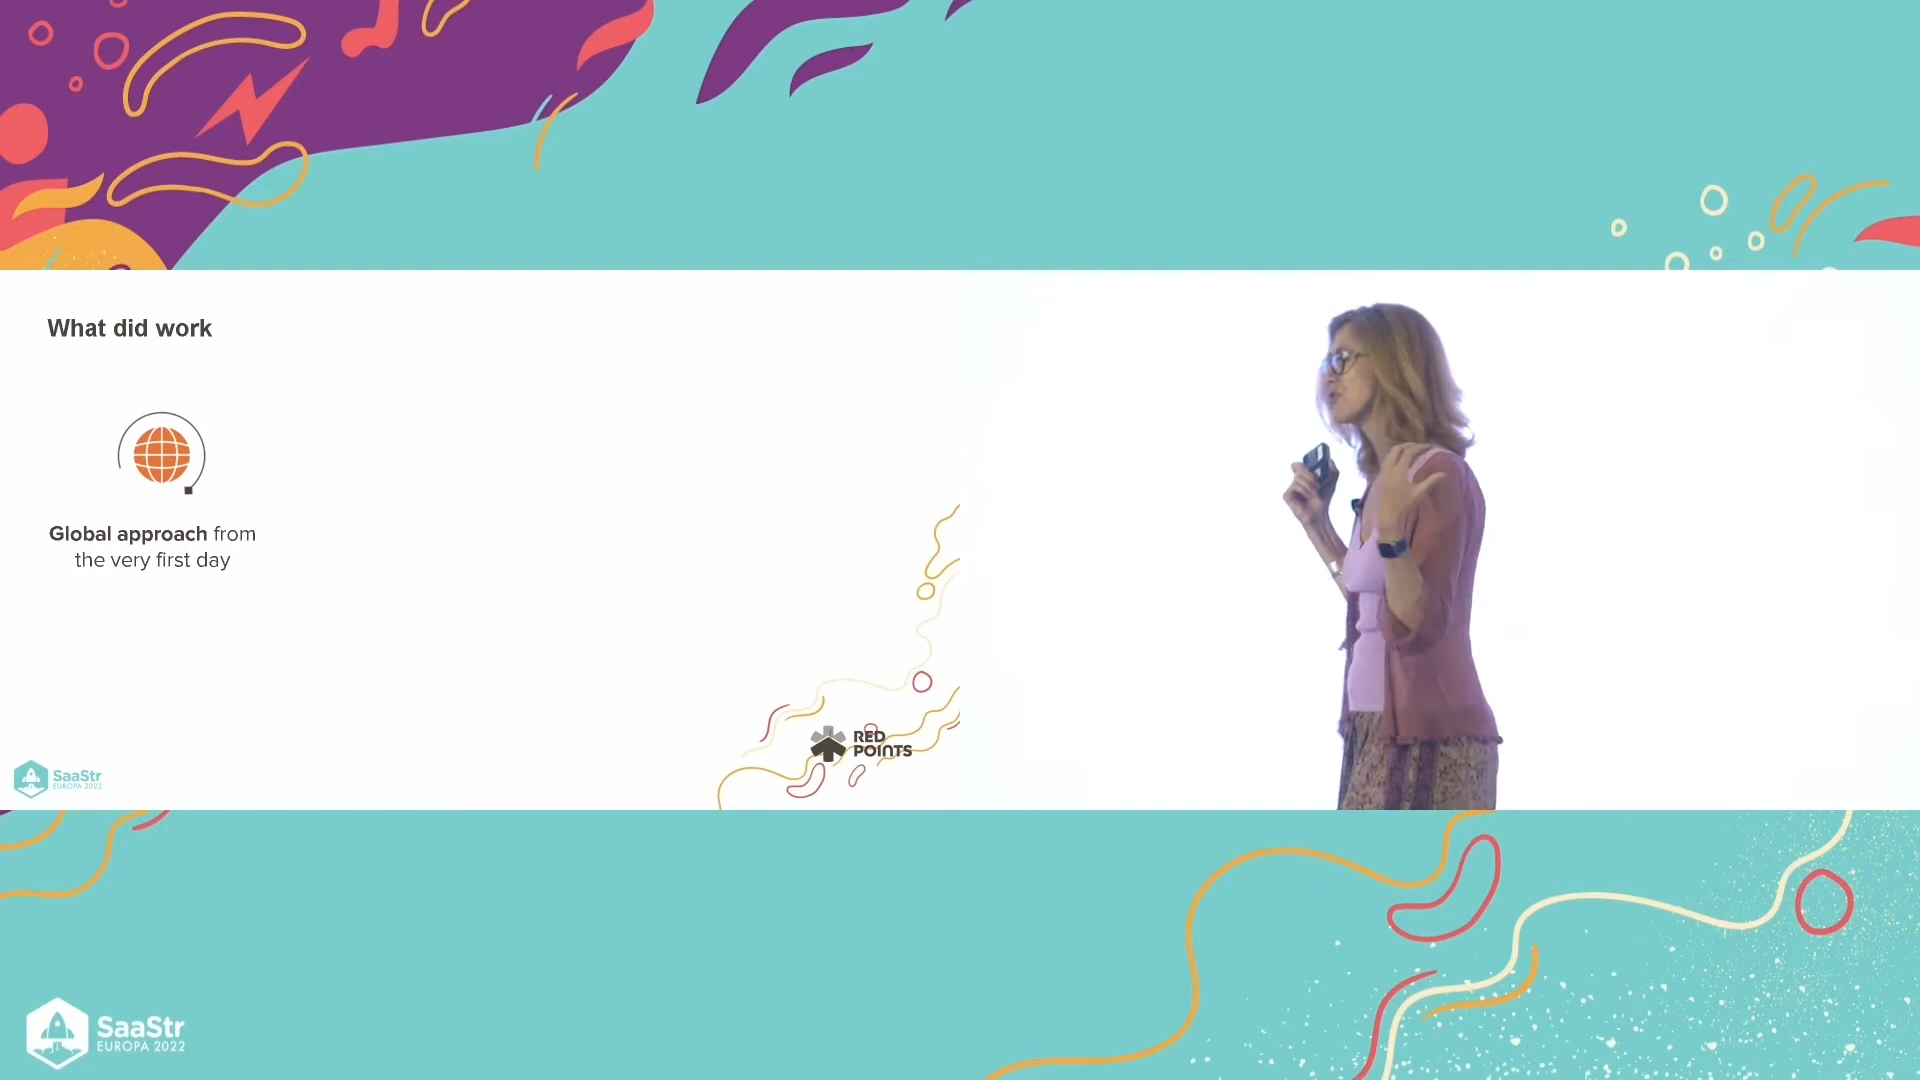 What did work
Global approach from
the very first day
RED
POINTS
SaaStr
EUROPA 2022
SaaStr
EUROPA 2022